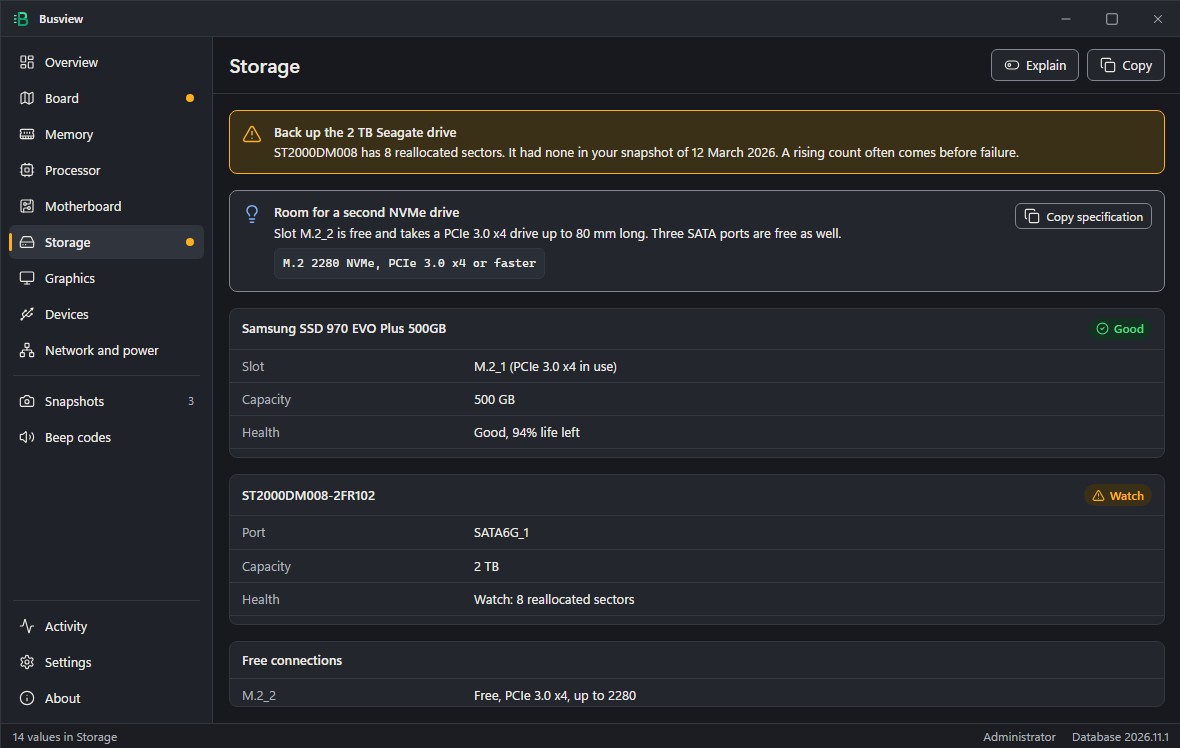 Busview
Overview
Board
Memory
Processor
Motherboard
Storage
Graphics
Devices
Network and power
Snapshots 3
Beep codes
Activity
Settings
About
Storage
Explain
Copy
Back up the 2 TB Seagate drive
ST2000DM008 has 8 reallocated sectors. It had none in your snapshot of 12 March 2026. A rising count often comes before failure.
Room for a second NVMe drive
Slot M.2_2 is free and takes a PCIe 3.0 x4 drive up to 80 mm long. Three SATA ports are free as well.
M.2 2280 NVMe, PCIe 3.0 x4 or faster
Copy specification
Samsung SSD 970 EVO Plus 500GB
Good
Slot M.2_1 (PCIe 3.0 x4 in use)
Capacity 500 GB
Health Good, 94% life left
ST2000DM008-2FR102
Watch
Port SATA6G_1
Capacity 2 TB
Health Watch: 8 reallocated sectors
Free connections
M.2_2 Free, PCIe 3.0 x4, up to 2280
14 values in Storage
Administrator
Database 2026.11.1